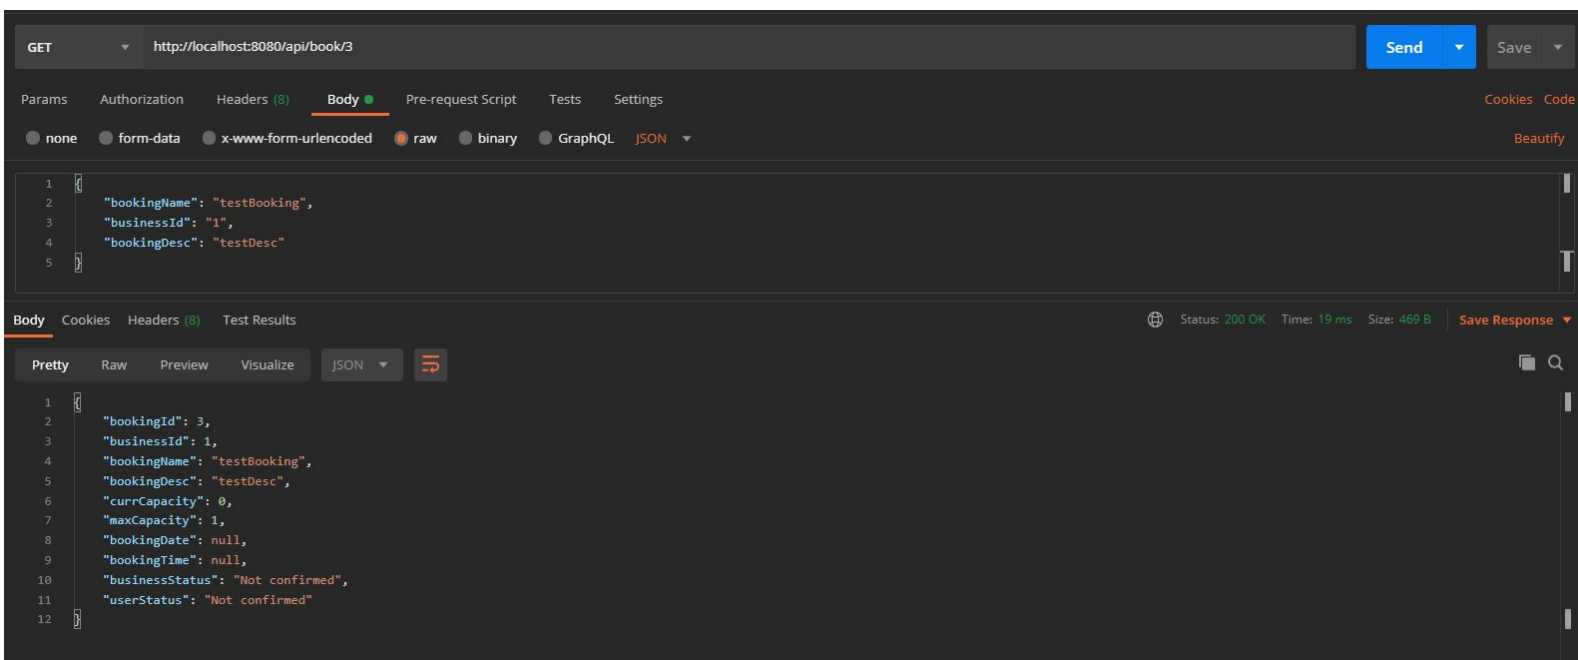 GET http://localhost:8080/api/book/3 Send Save
Params Authorization Headers (8) Body Pre-request Script Tests Settings Cookies Code
none form-data x-www-form-urlencoded raw binary GraphQL JSON Beautify
1 {
2 "bookingName": "testBooking",
3 "businessId": "1",
4 "bookingDesc": "testDesc"
5 }
Body Cookies Headers (8) Test Results Status: 200 OK Time: 19 ms Size: 469 B Save Response
Pretty Raw Preview Visualize JSON
1 {
2 "bookingId": 3,
3 "businessId": 1,
4 "bookingName": "testBooking",
5 "bookingDesc": "testDesc",
6 "currCapacity": 0,
7 "maxCapacity": 1,
8 "bookingDate": null,
9 "bookingTime": null,
10 "businessStatus": "Not confirmed",
11 "userStatus": "Not confirmed"
12 }